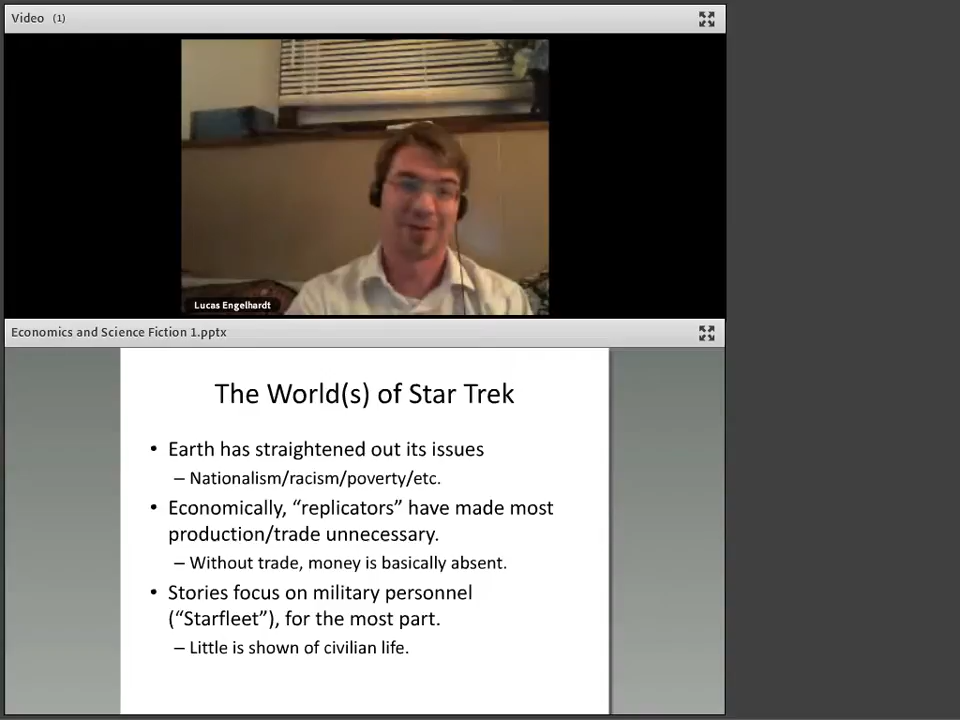 Video (1)
Lucas Engelhardt
Economics and Science Fiction 1.pptx
The World(s) of Star Trek
• Earth has straightened out its issues
– Nationalism/racism/poverty/etc.
• Economically, “replicators” have made most
production/trade unnecessary.
– Without trade, money is basically absent.
• Stories focus on military personnel
(“Starfleet”), for the most part.
– Little is shown of civilian life.